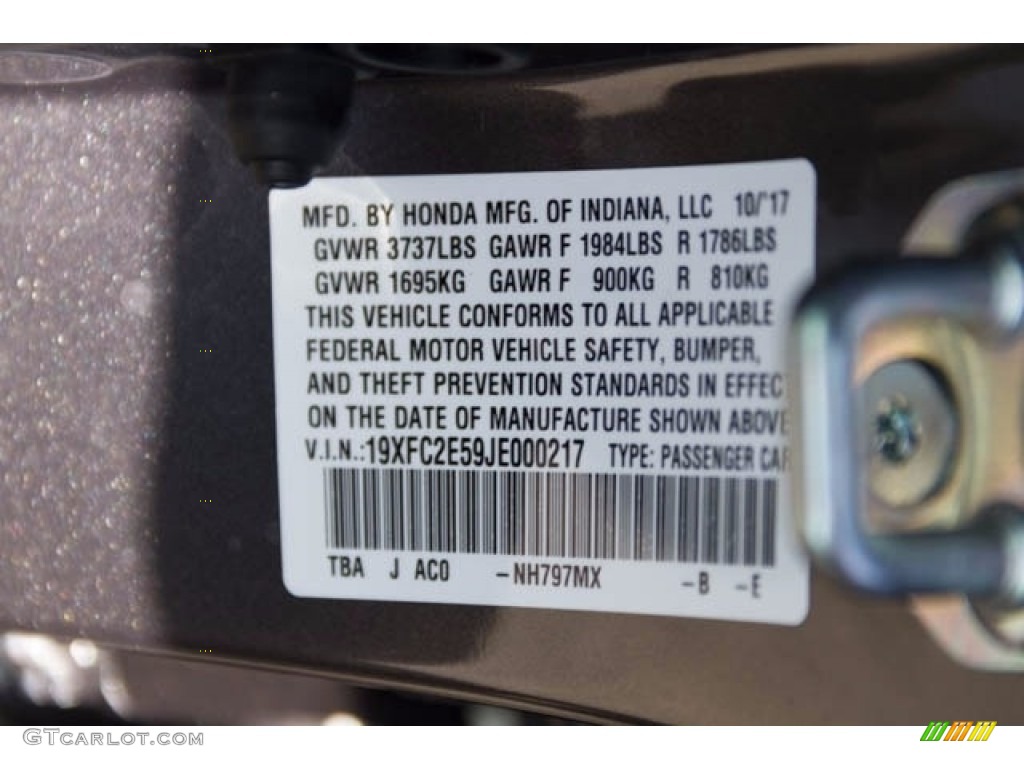 MFD. BY HONDA MFG. OF INDIANA, LLC 10/'17
GVWR 3737LBS GAWR F 1984LBS R 1786LBS
GVWR 1695KG GAWR F 900KG R 810KG
THIS VEHICLE CONFORMS TO ALL APPLICABLE
FEDERAL MOTOR VEHICLE SAFETY, BUMPER,
AND THEFT PREVENTION STANDARDS IN EFFEC
ON THE DATE OF MANUFACTURE SHOWN ABOVE
V.I.N.:19XFC2E59JE000217 TYPE: PASSENGER CAR
TBA J AC0 -NH797MX -B -E
GTCarlot.com